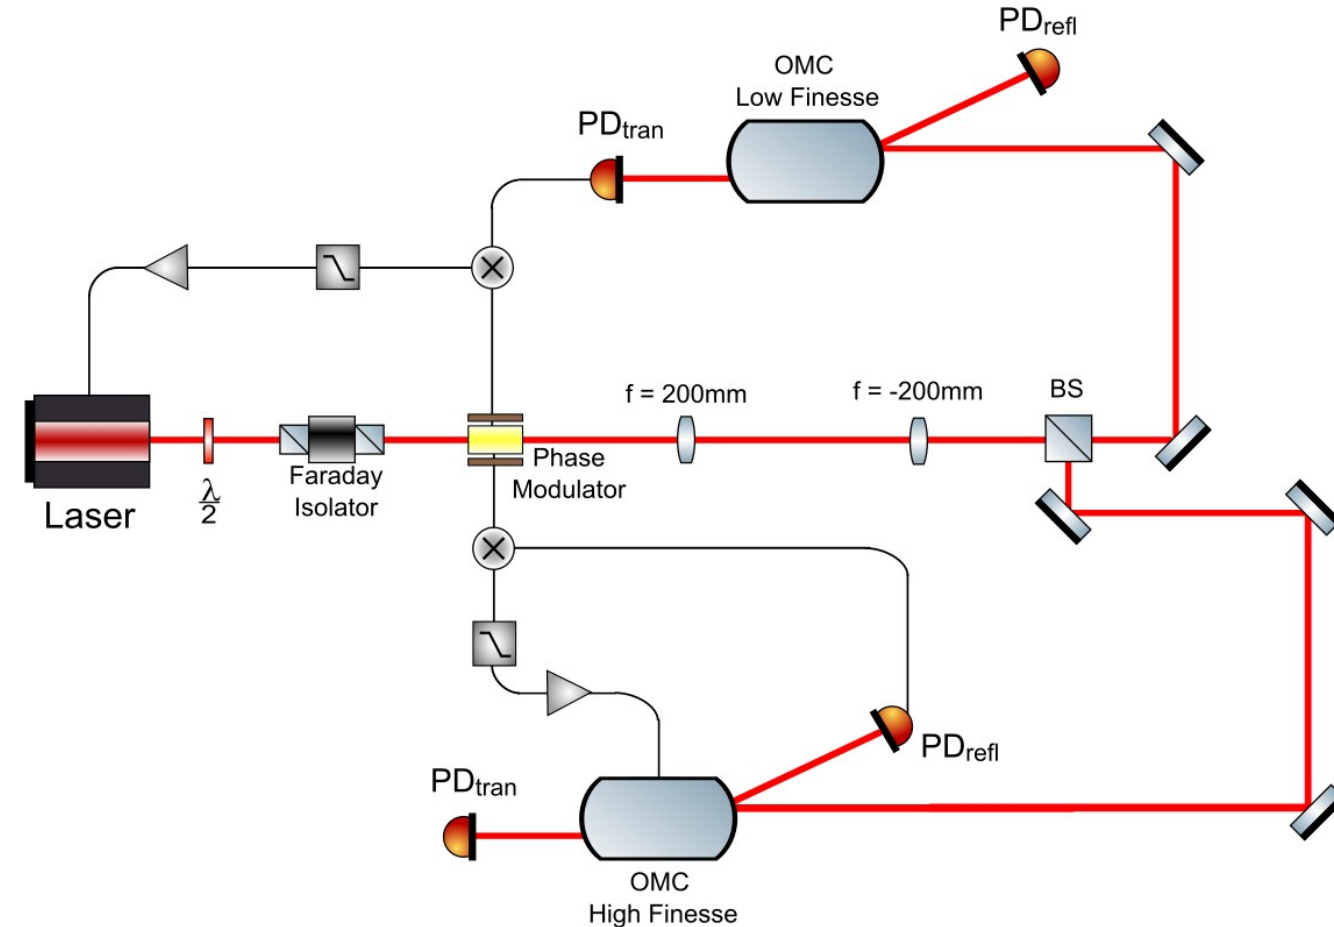 PDrefl
OMC
Low Finesse
PDtran
f = 200mm
f = -200mm
BS
Laser
λ
2
Faraday
Isolator
Phase
Modulator
PDrefl
PDtran
OMC
High Finesse